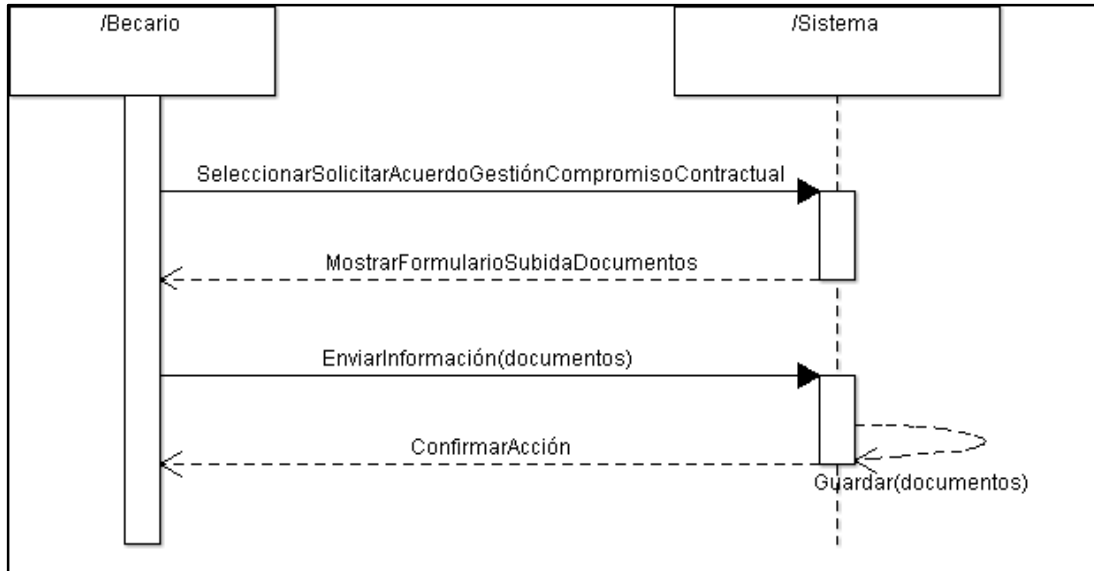 /Becario
/Sistema
SeleccionarSolicitarAcuerdoGestiónCompromisoContractual
MostrarFormularioSubidaDocumentos
EnviarInformación(documentos)
ConfirmarAcción
Guardar(documentos)